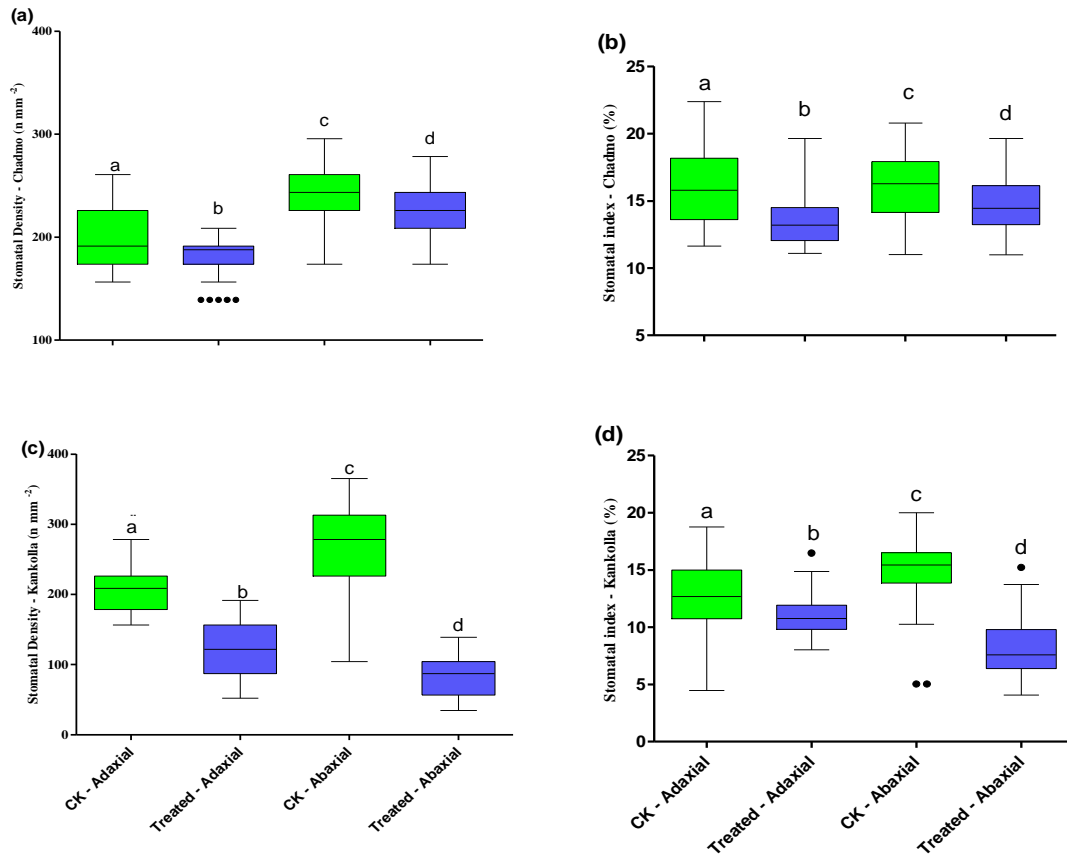 (a)
Stomatal Density - Chadmo (n mm -2)
400
300
200
100
a
b
c
d
(b)
Stomatal index - Chadmo (%)
25
20
15
10
5
a
b
c
d
(c)
Stomatal Density - Kankolla (n mm -2)
400
300
200
100
0
a
b
c
d
CK - Adaxial
Treated - Adaxial
CK - Abaxial
Treated - Abaxial
(d)
Stomatal index - Kankolla (%)
25
20
15
10
5
0
a
b
c
d
CK - Adaxial
Treated - Adaxial
CK - Abaxial
Treated - Abaxial